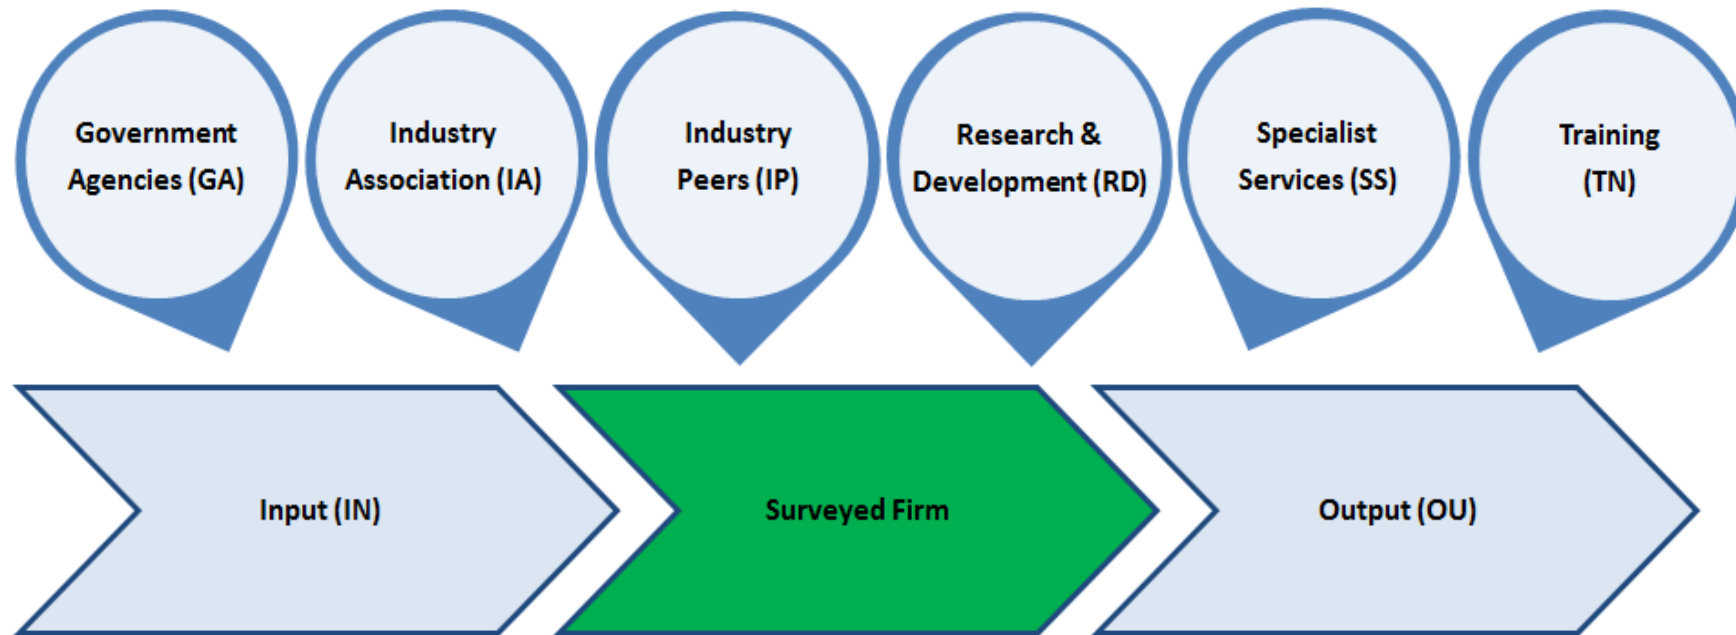 Government
Agencies (GA)
Industry
Association (IA)
Industry
Peers (IP)
Research &
Development (RD)
Specialist
Services (SS)
Training
(TN)
Input (IN)
Surveyed Firm
Output (OU)